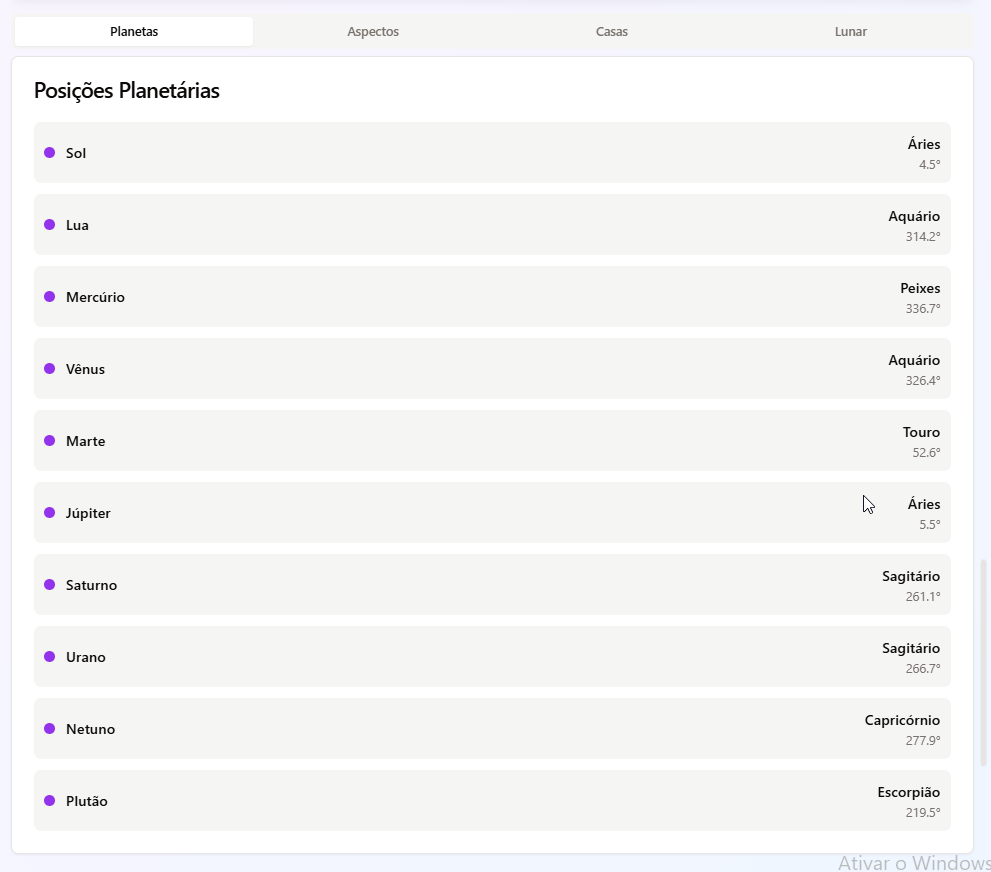 Planetas Aspectos Casas Lunar
Posições Planetárias
Sol
Áries
4.5°
Lua
Aquário
314.2°
Mercúrio
Peixes
336.7°
Vênus
Aquário
326.4°
Marte
Touro
52.6°
Júpiter
Áries
5.5°
Saturno
Sagitário
261.1°
Urano
Sagitário
266.7°
Netuno
Capricórnio
277.9°
Plutão
Escorpião
219.5°
Ativar o Windows